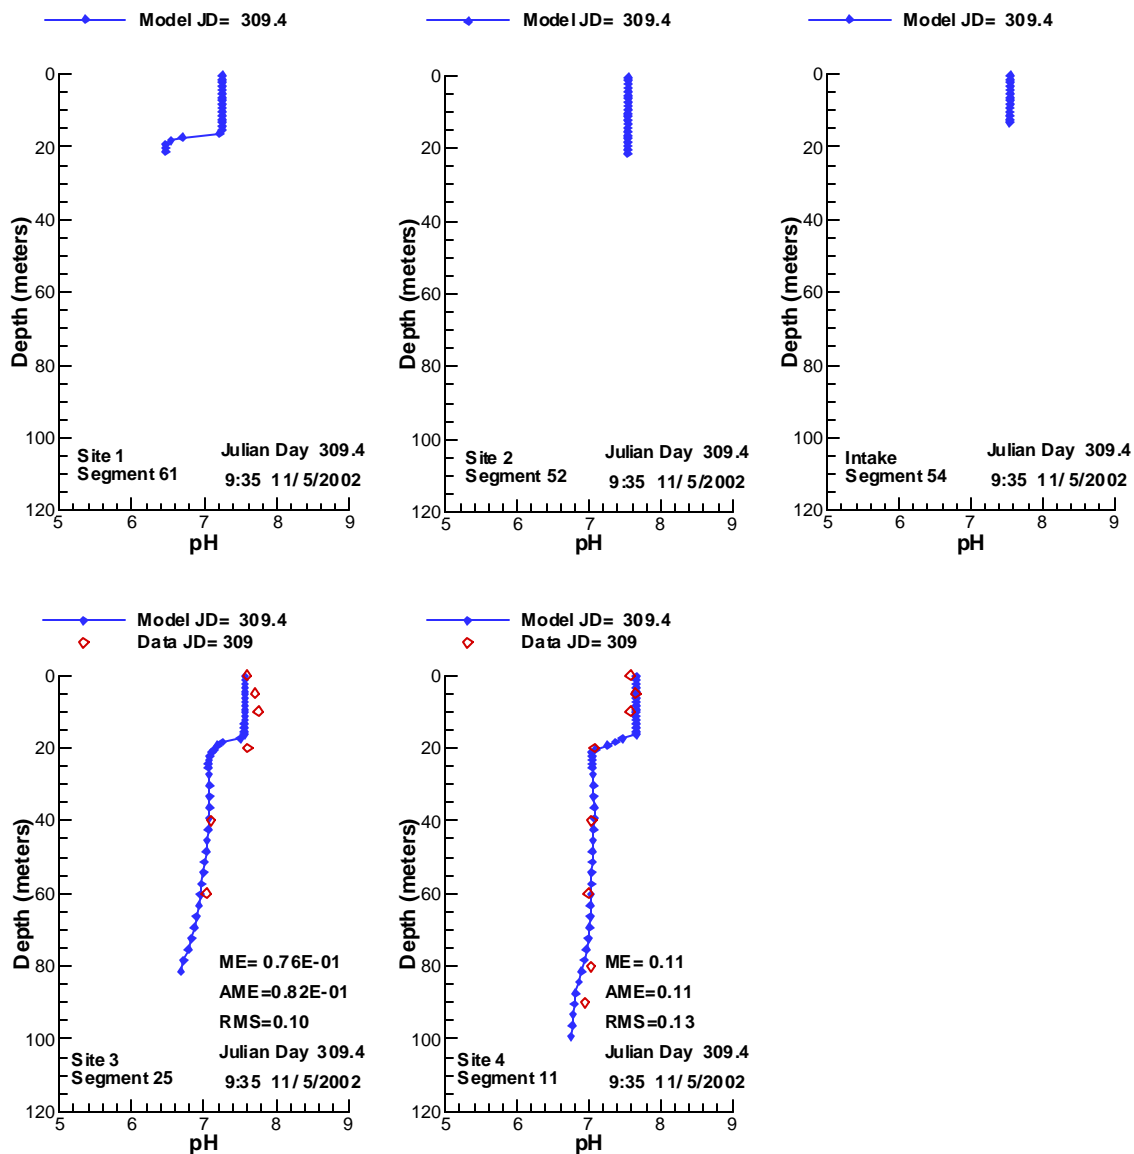 Model JD= 309.4
0
20
40
60
80
100
120
Depth (meters)
Site 1
Segment 61
Julian Day 309.4
9:35 11/ 5/2002
5 6 7 8 9
pH
Model JD= 309.4
0
20
40
60
80
100
120
Depth (meters)
Site 2
Segment 52
Julian Day 309.4
9:35 11/ 5/2002
5 6 7 8 9
pH
Model JD= 309.4
0
20
40
60
80
100
120
Depth (meters)
Intake
Segment 54
Julian Day 309.4
9:35 11/ 5/2002
5 6 7 8 9
pH
Model JD= 309.4
Data JD= 309
0
20
40
60
80
100
120
Depth (meters)
ME= 0.76E-01
AME=0.82E-01
RMS=0.10
Site 3
Segment 25
Julian Day 309.4
9:35 11/ 5/2002
5 6 7 8 9
pH
Model JD= 309.4
Data JD= 309
0
20
40
60
80
100
120
Depth (meters)
ME= 0.11
AME=0.11
RMS=0.13
Site 4
Segment 11
Julian Day 309.4
9:35 11/ 5/2002
5 6 7 8 9
pH